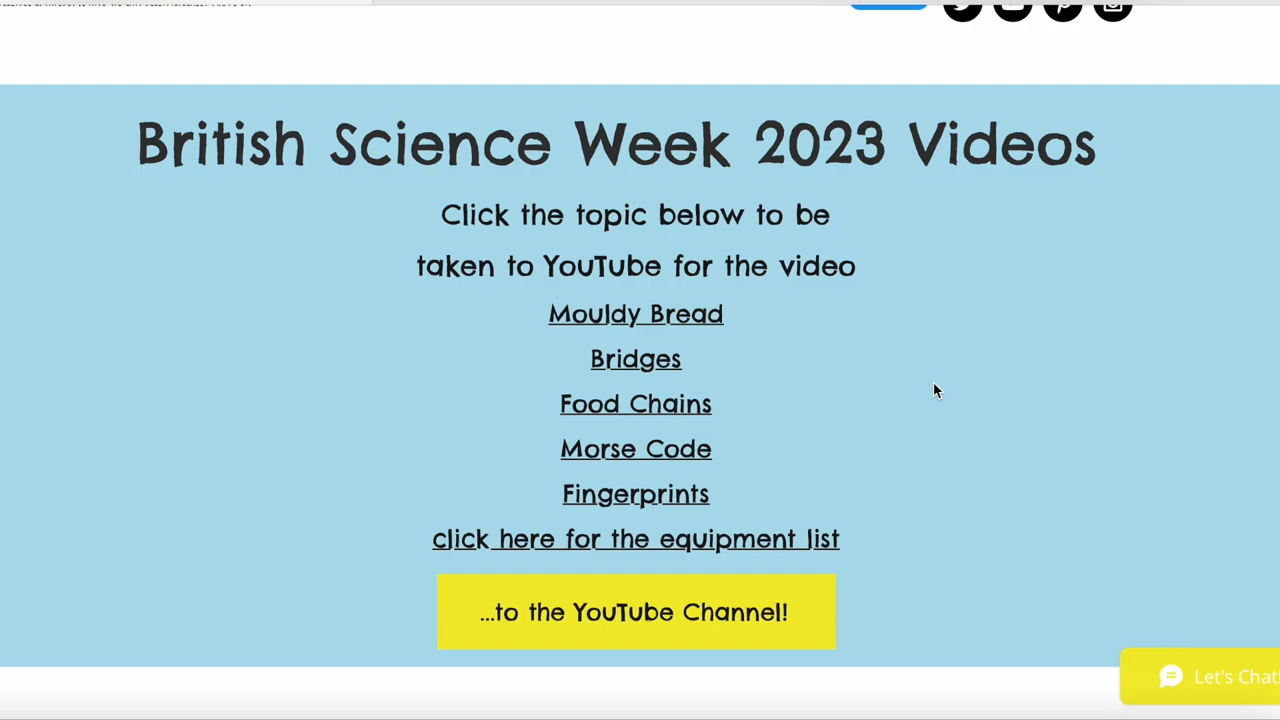 British Science Week 2023 Videos
Click the topic below to be
taken to YouTube for the video
Mouldy Bread
Bridges
Food Chains
Morse Code
Fingerprints
click here for the equipment list
...to the YouTube Channel!
Let's Chat!